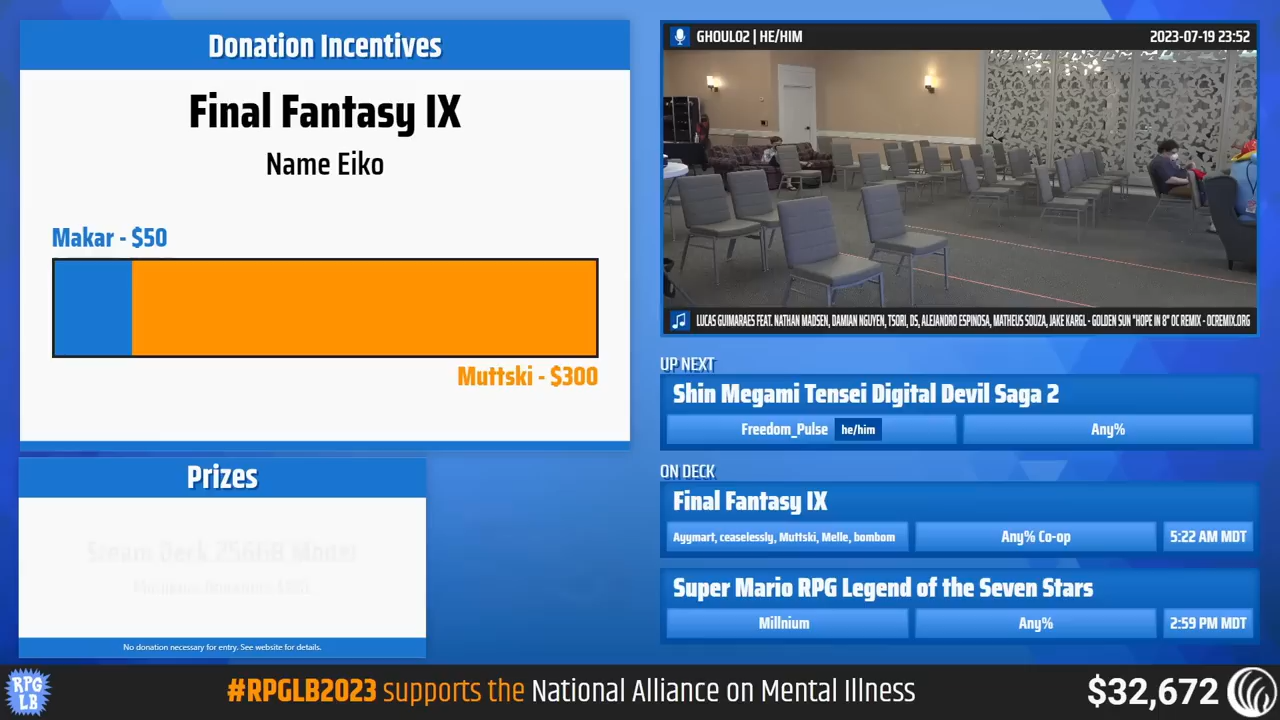 Donation Incentives
Final Fantasy IX
Name Eiko
Makar - $50
Muttski - $300
Prizes
No donation necessary for entry. See website for details.
GHOUL02 | HE/HIM
2023-07-19 23:52
LUCAS GUIMARAES FEAT. NATHAN MADSEN, DAMIAN NGUYEN, TSORI, DS, ALEJANDRO ESPINOSA, MATHEUS SOUZA, JAKE KARGL - GOLDEN SUN "HOPE IN 8" OC REMIX - OCREMIX.ORG
UP NEXT
Shin Megami Tensei Digital Devil Saga 2
Freedom_Pulse he/him Any%
ON DECK
Final Fantasy IX
Ayymart, ceaselessly, Muttski, Melle, bombom Any% Co-op 5:22 AM MDT
Super Mario RPG Legend of the Seven Stars
Millnium Any% 2:59 PM MDT
RPG
LB
#RPGLB2023 supports the National Alliance on Mental Illness
$32,672